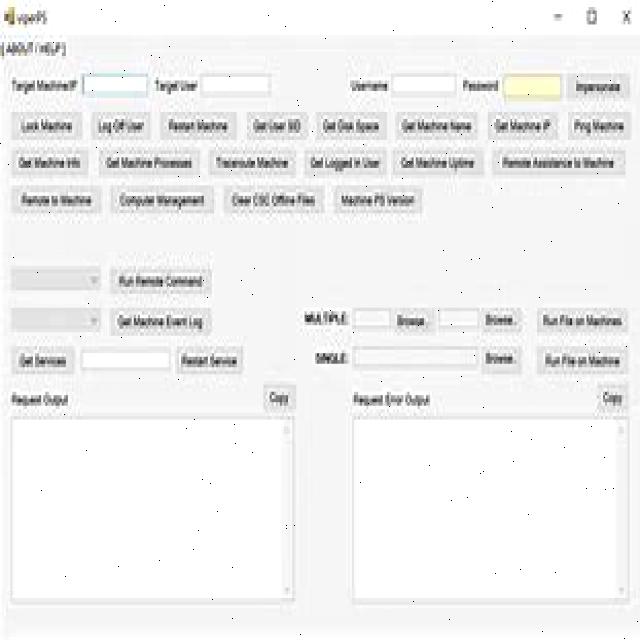 viperPS
[ ABOUT / HELP ]
Target Machine IP Target User Username Password Impersonate
Lock Machine Log Off User Restart Machine Get User SID Get Disk Space Get Machine Name Get Machine IP Ping Machine
Get Machine Info Get Machine Processes Traceroute Machine Get Logged In User Get Machine Uptime Remote Assistance to Machine
Remote to Machine Computer Management Clear CSC Offline Files Machine PS Version
Run Remote Command
Get Machine Event Log MULTIPLE: Browse.. Browse.. Run File on Machines
Get Services Restart Service SINGLE: Browse.. Run File on Machine
Request Output Copy Request Error Output Copy